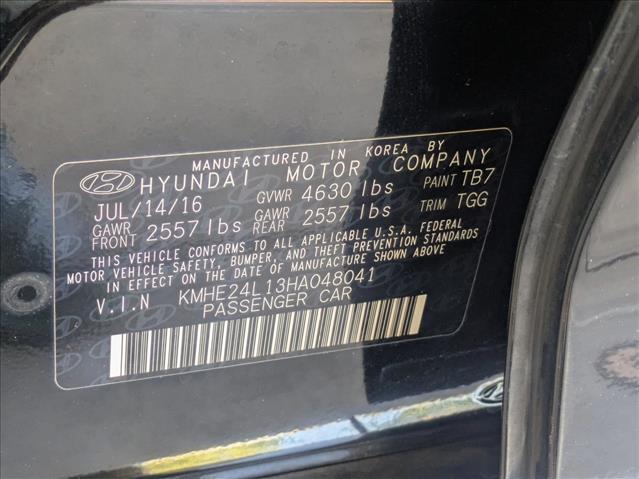 MANUFACTURED IN KOREA BY
HYUNDAI MOTOR COMPANY
JUL/14/16 GVWR 4630 lbs PAINT TB7
GAWR FRONT 2557 lbs GAWR REAR 2557 lbs TRIM TGG
THIS VEHICLE CONFORMS TO ALL APPLICABLE U.S.A. FEDERAL
MOTOR VEHICLE SAFETY, BUMPER, AND THEFT PREVENTION STANDARDS
IN EFFECT ON THE DATE OF MANUFACTURE SHOWN ABOVE
V.I.N KMHE24L13HA048041
PASSENGER CAR